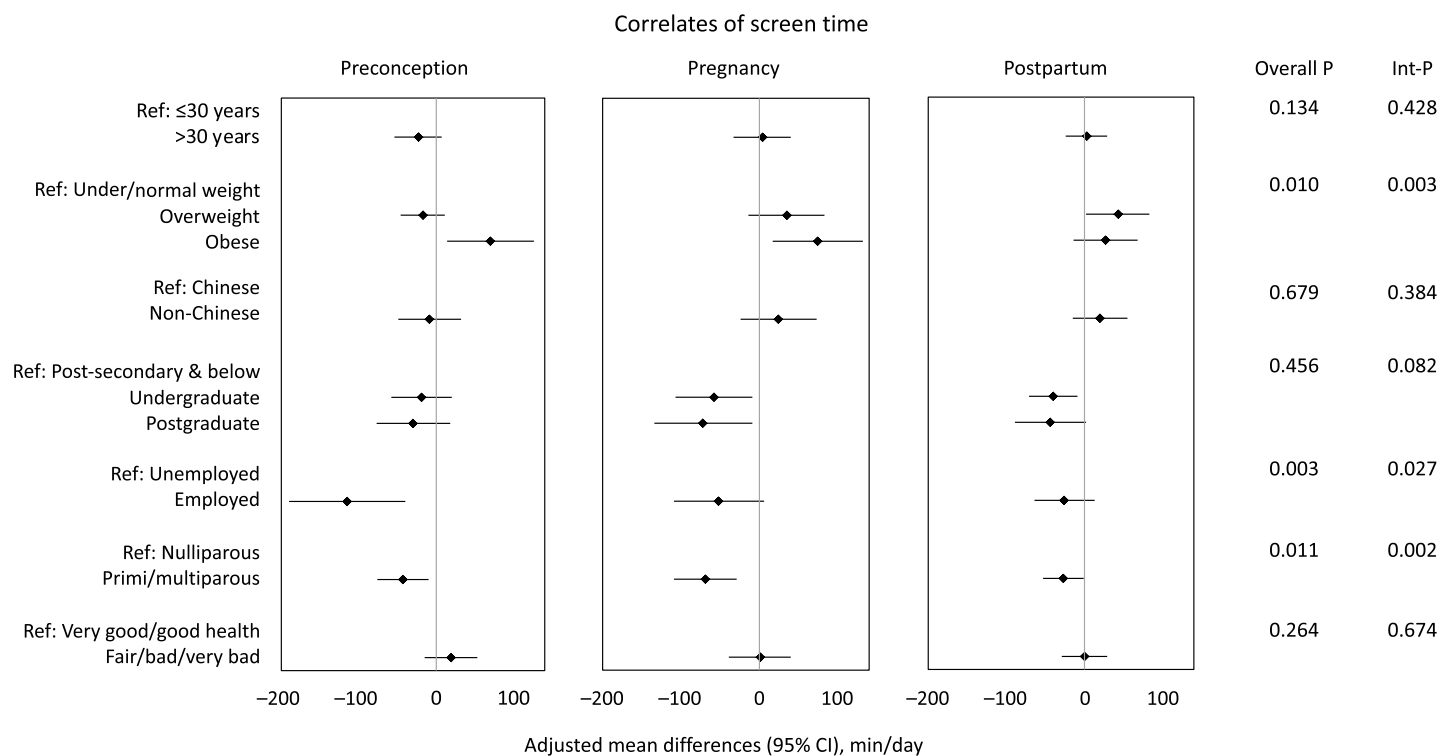 Correlates of screen time
Preconception Pregnancy Postpartum Overall P Int-P
Ref: ≤30 years 0.134 0.428
>30 years
Ref: Under/normal weight 0.010 0.003
Overweight
Obese
Ref: Chinese 0.679 0.384
Non-Chinese
Ref: Post-secondary & below 0.456 0.082
Undergraduate
Postgraduate
Ref: Unemployed 0.003 0.027
Employed
Ref: Nulliparous 0.011 0.002
Primi/multiparous
Ref: Very good/good health 0.264 0.674
Fair/bad/very bad
–200 –100 0 100 –200 –100 0 100 –200 –100 0 100
Adjusted mean differences (95% CI), min/day